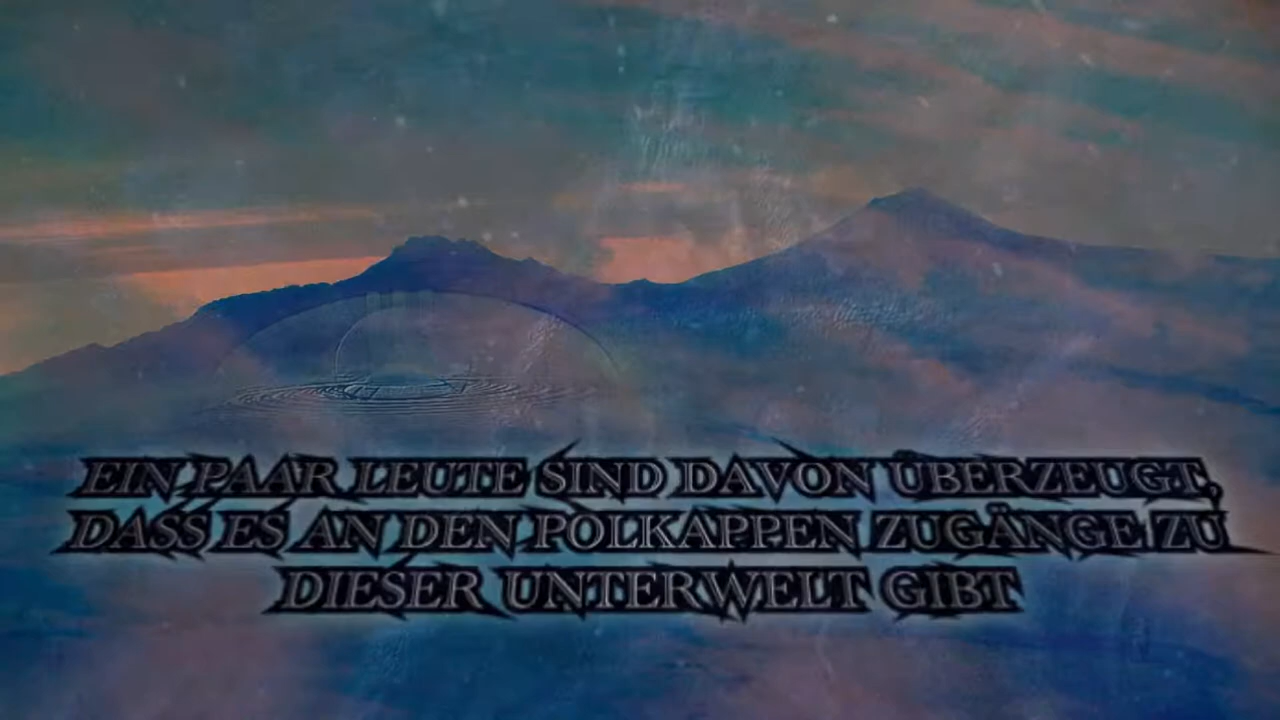 EIN PAAR LEUTE SIND DAVON ÜBERZEUGT,
DASS ES AN DEN POLKAPPEN ZUGÄNGE ZU
DIESER UNTERWELT GIBT